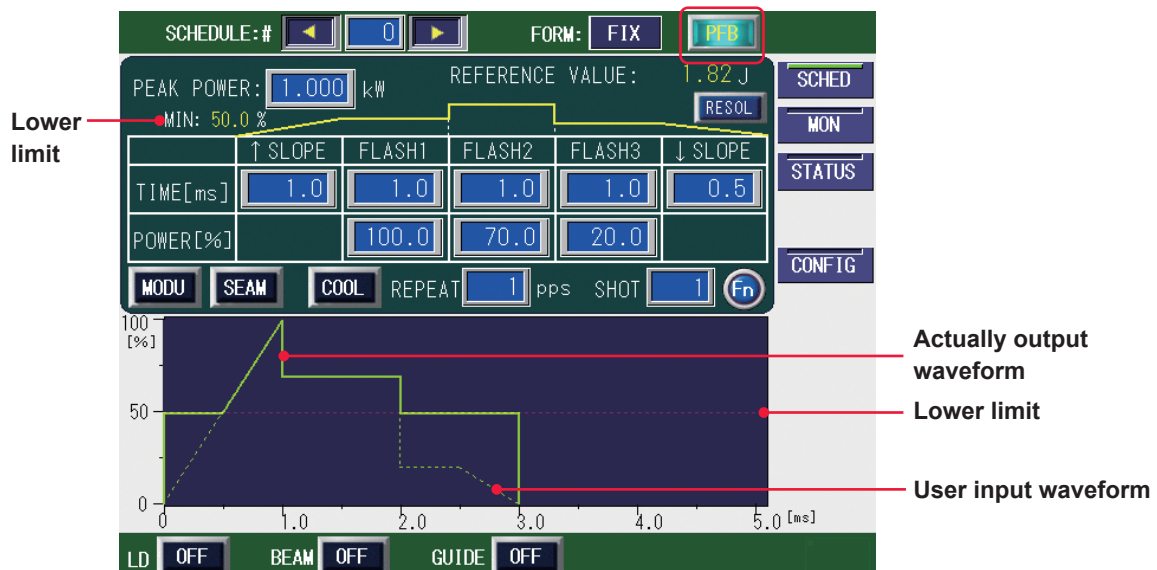 SCHEDULE:# ◄ 0 ► FORM: FIX PFB
PEAK POWER: 1.000 kW REFERENCE VALUE: 1.82 J
SCHED
MIN: 50.0 % RESOL
MON
Lower
limit
↑ SLOPE FLASH1 FLASH2 FLASH3 ↓ SLOPE
STATUS
TIME[ms] 1.0 1.0 1.0 1.0 0.5
POWER[%] 100.0 70.0 20.0
CONFIG
MODU SEAM COOL REPEAT 1 pps SHOT 1 Fn
100
[%]
Actually output
waveform
50
Lower limit
User input waveform
0
0 1.0 2.0 3.0 4.0 5.0 [ms]
LD OFF BEAM OFF GUIDE OFF